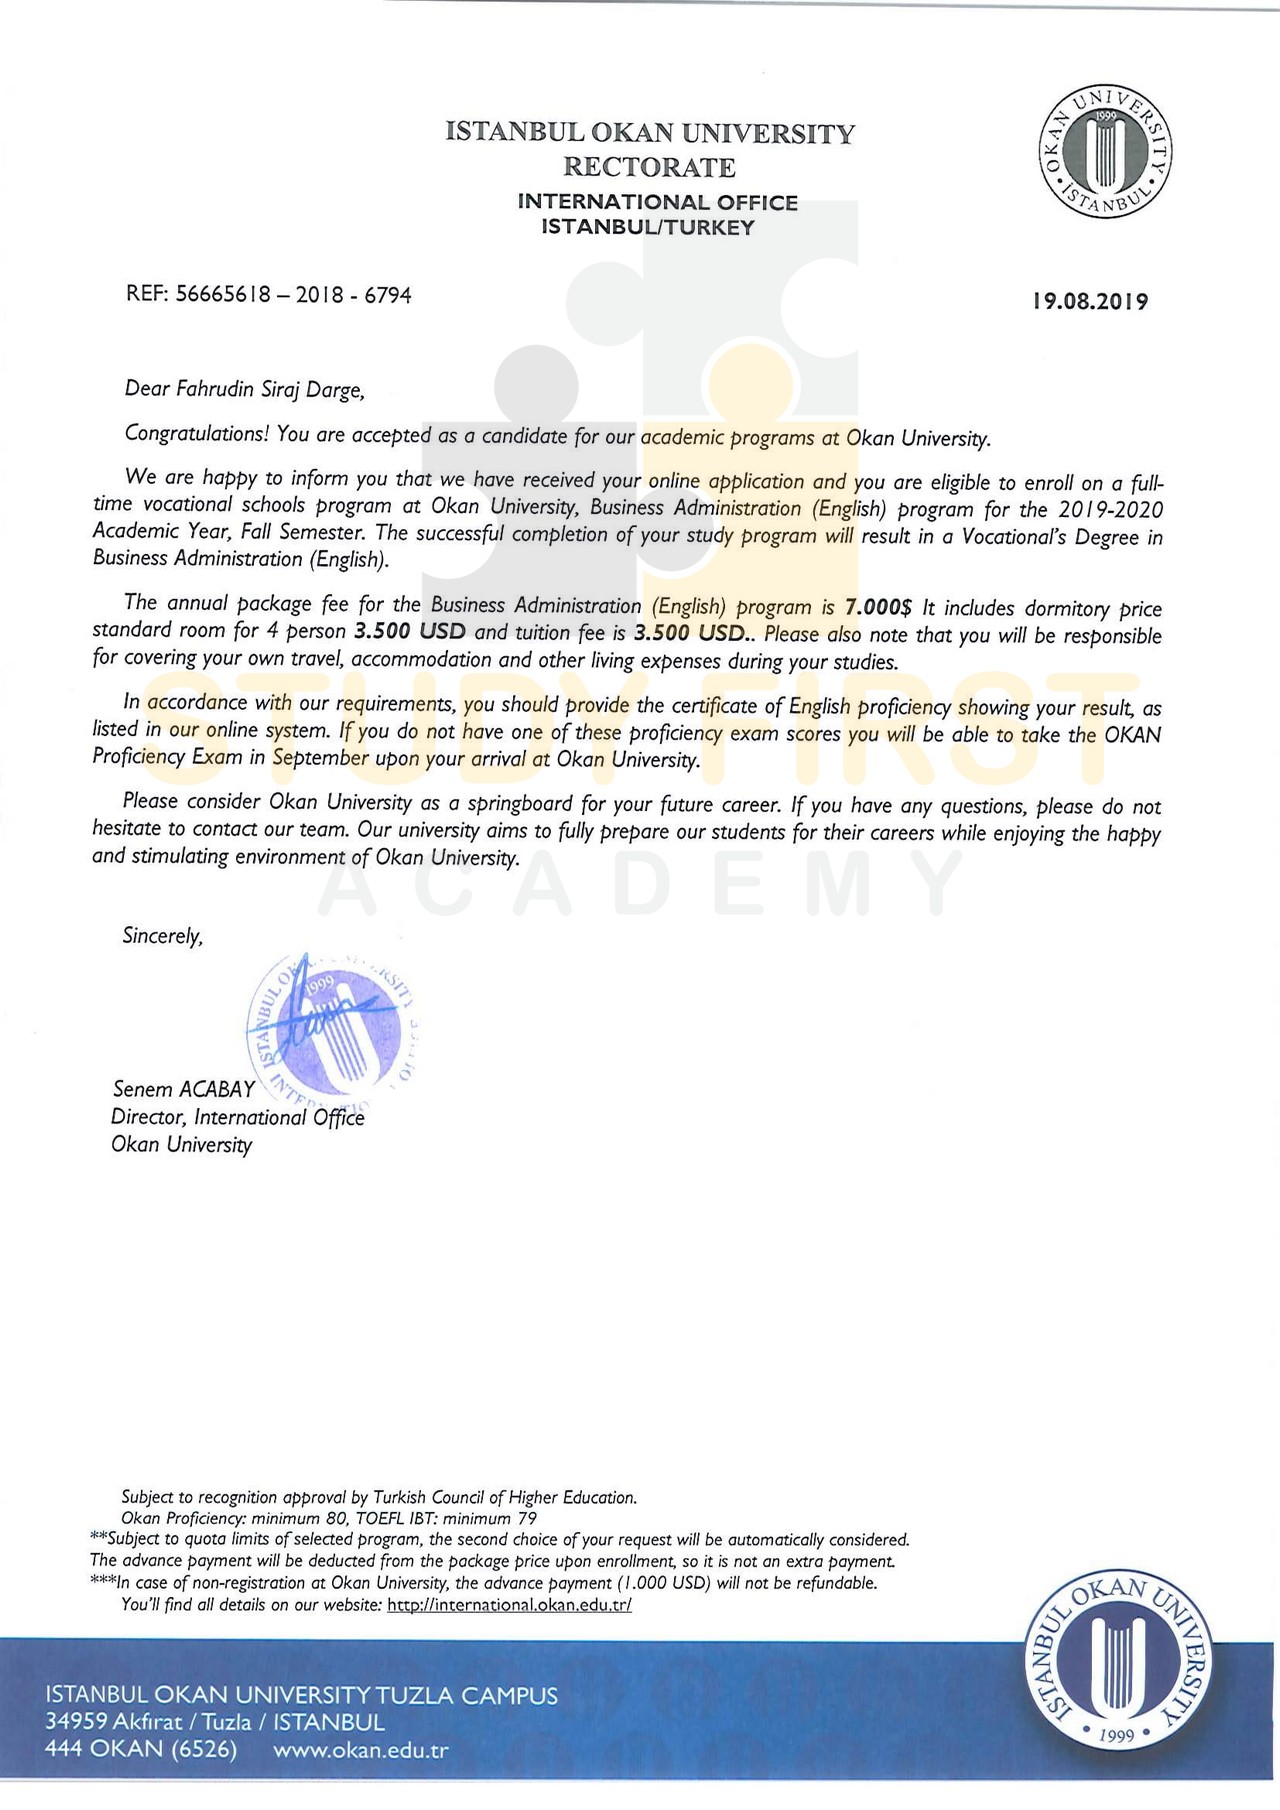 OKAN UNIVERSITY
1999
• İSTANBUL •
ISTANBUL OKAN UNIVERSITY
RECTORATE
INTERNATIONAL OFFICE
ISTANBUL/TURKEY
REF: 56665618 – 2018 - 6794
19.08.2019
Dear Fahrudin Siraj Darge,
Congratulations! You are accepted as a candidate for our academic programs at Okan University.
We are happy to inform you that we have received your online application and you are eligible to enroll on a full-
time vocational schools program at Okan University, Business Administration (English) program for the 2019-2020
Academic Year, Fall Semester. The successful completion of your study program will result in a Vocational's Degree in
Business Administration (English).
The annual package fee for the Business Administration (English) program is 7.000$ It includes dormitory price
standard room for 4 person 3.500 USD and tuition fee is 3.500 USD.. Please also note that you will be responsible
for covering your own travel, accommodation and other living expenses during your studies.
STUDY FIRST
In accordance with our requirements, you should provide the certificate of English proficiency showing your result, as
listed in our online system. If you do not have one of these proficiency exam scores you will be able to take the OKAN
Proficiency Exam in September upon your arrival at Okan University.
Please consider Okan University as a springboard for your future career. If you have any questions, please do not
hesitate to contact our team. Our university aims to fully prepare our students for their careers while enjoying the happy
and stimulating environment of Okan University.
ACADEMY
Sincerely,
1999
Senem ACABAY
Director, International Office
Okan University
Subject to recognition approval by Turkish Council of Higher Education.
Okan Proficiency: minimum 80, TOEFL IBT: minimum 79
**Subject to quota limits of selected program, the second choice of your request will be automatically considered.
The advance payment will be deducted from the package price upon enrollment, so it is not an extra payment.
***In case of non-registration at Okan University, the advance payment (1.000 USD) will not be refundable.
You'll find all details on our website: http://international.okan.edu.tr/
ISTANBUL OKAN UNIVERSITY
• 1999 •
ISTANBUL OKAN UNIVERSITY TUZLA CAMPUS
34959 Akfırat / Tuzla / ISTANBUL
444 OKAN (6526) www.okan.edu.tr